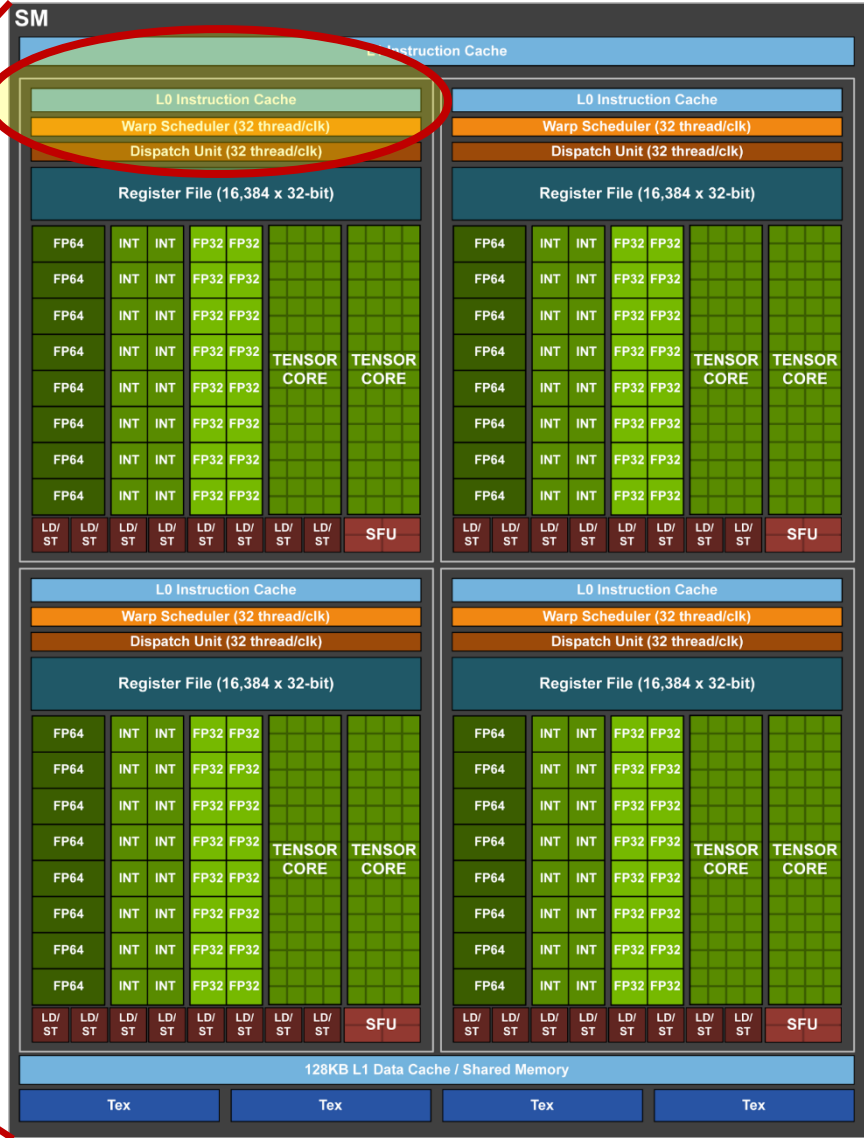 SM
Instruction Cache
L0 Instruction Cache
Warp Scheduler (32 thread/clk)
Dispatch Unit (32 thread/clk)
Register File (16,384 x 32-bit)
FP64 INT INT FP32 FP32
FP64 INT INT FP32 FP32
FP64 INT INT FP32 FP32
FP64 INT INT FP32 FP32
FP64 INT INT FP32 FP32
FP64 INT INT FP32 FP32
FP64 INT INT FP32 FP32
FP64 INT INT FP32 FP32
TENSOR CORE
TENSOR CORE
LD/ LD/ LD/ LD/ LD/ LD/ LD/ LD/
ST ST ST ST ST ST ST ST
SFU
L0 Instruction Cache
Warp Scheduler (32 thread/clk)
Dispatch Unit (32 thread/clk)
Register File (16,384 x 32-bit)
FP64 INT INT FP32 FP32
FP64 INT INT FP32 FP32
FP64 INT INT FP32 FP32
FP64 INT INT FP32 FP32
FP64 INT INT FP32 FP32
FP64 INT INT FP32 FP32
FP64 INT INT FP32 FP32
FP64 INT INT FP32 FP32
TENSOR CORE
TENSOR CORE
LD/ LD/ LD/ LD/ LD/ LD/ LD/ LD/
ST ST ST ST ST ST ST ST
SFU
L0 Instruction Cache
Warp Scheduler (32 thread/clk)
Dispatch Unit (32 thread/clk)
Register File (16,384 x 32-bit)
FP64 INT INT FP32 FP32
FP64 INT INT FP32 FP32
FP64 INT INT FP32 FP32
FP64 INT INT FP32 FP32
FP64 INT INT FP32 FP32
FP64 INT INT FP32 FP32
FP64 INT INT FP32 FP32
FP64 INT INT FP32 FP32
TENSOR CORE
TENSOR CORE
LD/ LD/ LD/ LD/ LD/ LD/ LD/ LD/
ST ST ST ST ST ST ST ST
SFU
L0 Instruction Cache
Warp Scheduler (32 thread/clk)
Dispatch Unit (32 thread/clk)
Register File (16,384 x 32-bit)
FP64 INT INT FP32 FP32
FP64 INT INT FP32 FP32
FP64 INT INT FP32 FP32
FP64 INT INT FP32 FP32
FP64 INT INT FP32 FP32
FP64 INT INT FP32 FP32
FP64 INT INT FP32 FP32
FP64 INT INT FP32 FP32
TENSOR CORE
TENSOR CORE
LD/ LD/ LD/ LD/ LD/ LD/ LD/ LD/
ST ST ST ST ST ST ST ST
SFU
128KB L1 Data Cache / Shared Memory
Tex Tex Tex Tex